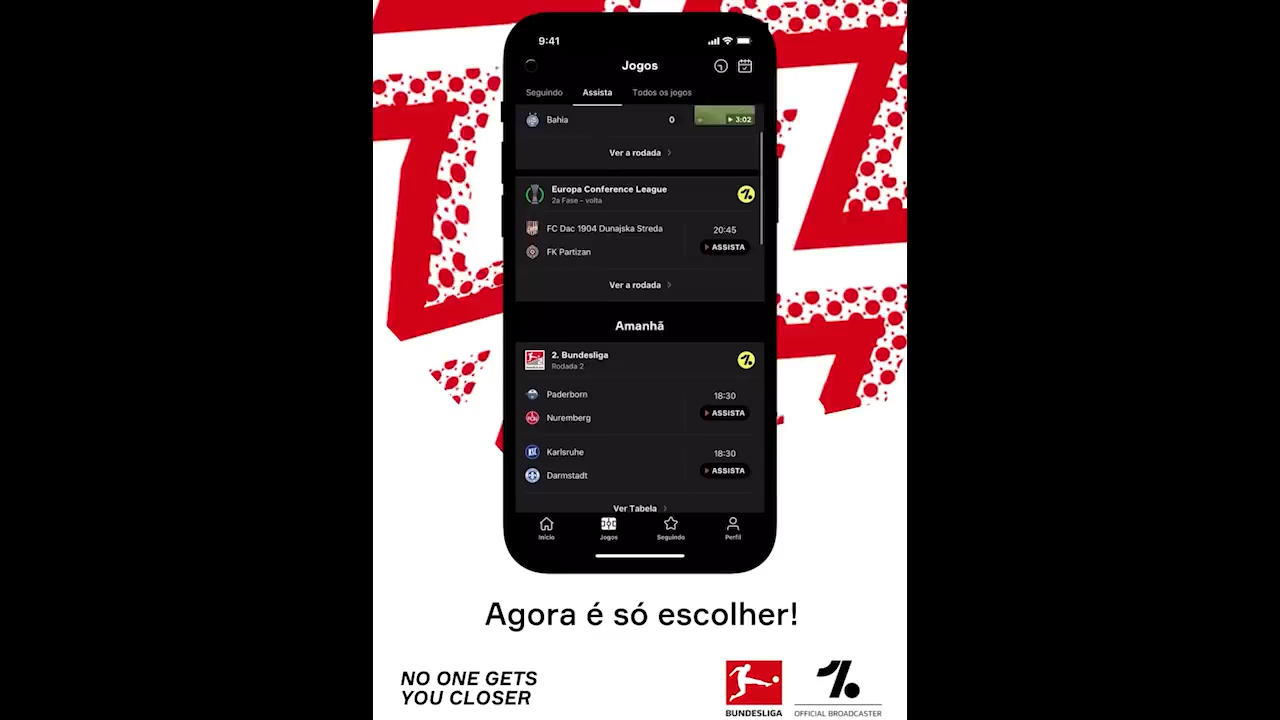 9:41
Jogos
Seguindo Assista Todos os jogos
Bahia 0 3:02
Ver a rodada
Europa Conference League
2a Fase - volta
FC Dac 1904 Dunajska Streda 20:45
ASSISTA
FK Partizan
Ver a rodada
Amanhã
2. Bundesliga
Rodada 2
Paderborn 18:30
ASSISTA
Nuremberg
Karlsruhe 18:30
ASSISTA
Darmstadt
Ver Tabela
Início Jogos Seguindo Perfil
Agora é só escolher!
NO ONE GETS
YOU CLOSER
BUNDESLIGA OFFICIAL BROADCASTER